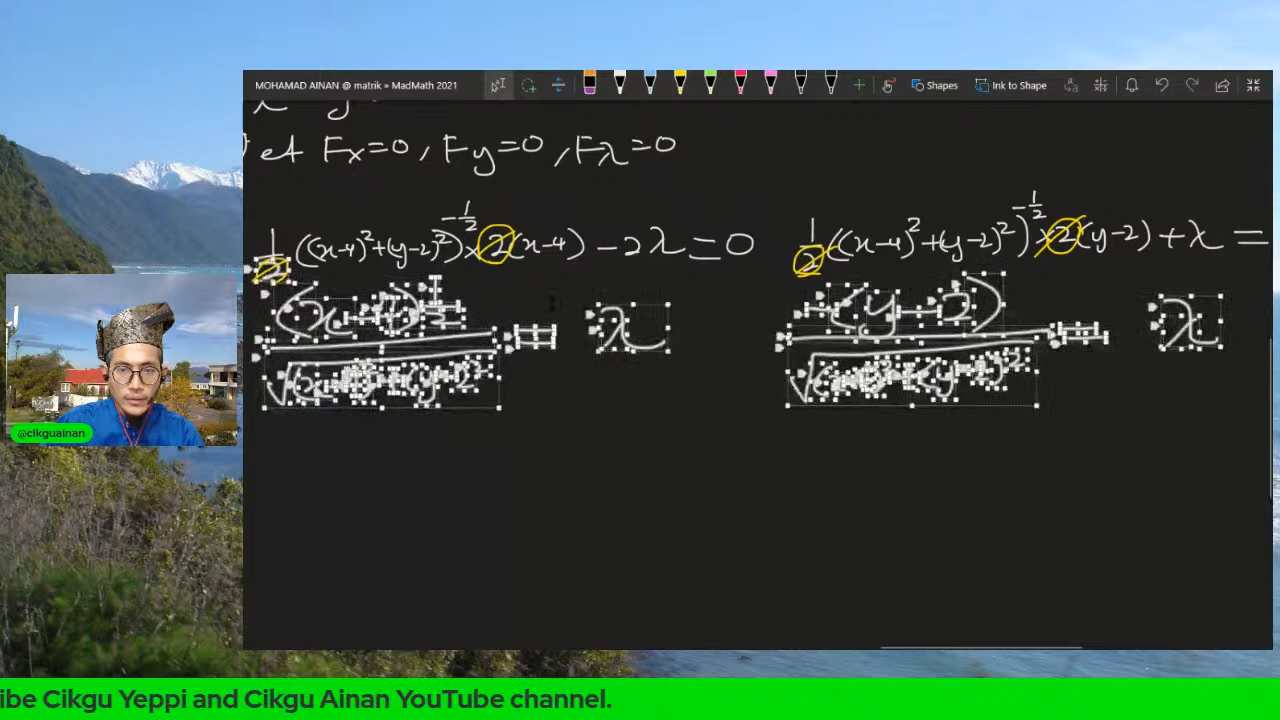 MOHAMAD AINAN @ matrik » MadMath 2021
Shapes
Ink to Shape
et Fx=0, Fy=0, Fλ=0
1/2((x-4)²+(y-2)²)^-1/2 × 2(x-4) - 2λ = 0
1/2((x-4)²+(y-2)²)^-1/2 × 2(y-2) + λ =
= λ
-(y-2)
= λ
@cikguainan
ibe Cikgu Yeppi and Cikgu Ainan YouTube channel.